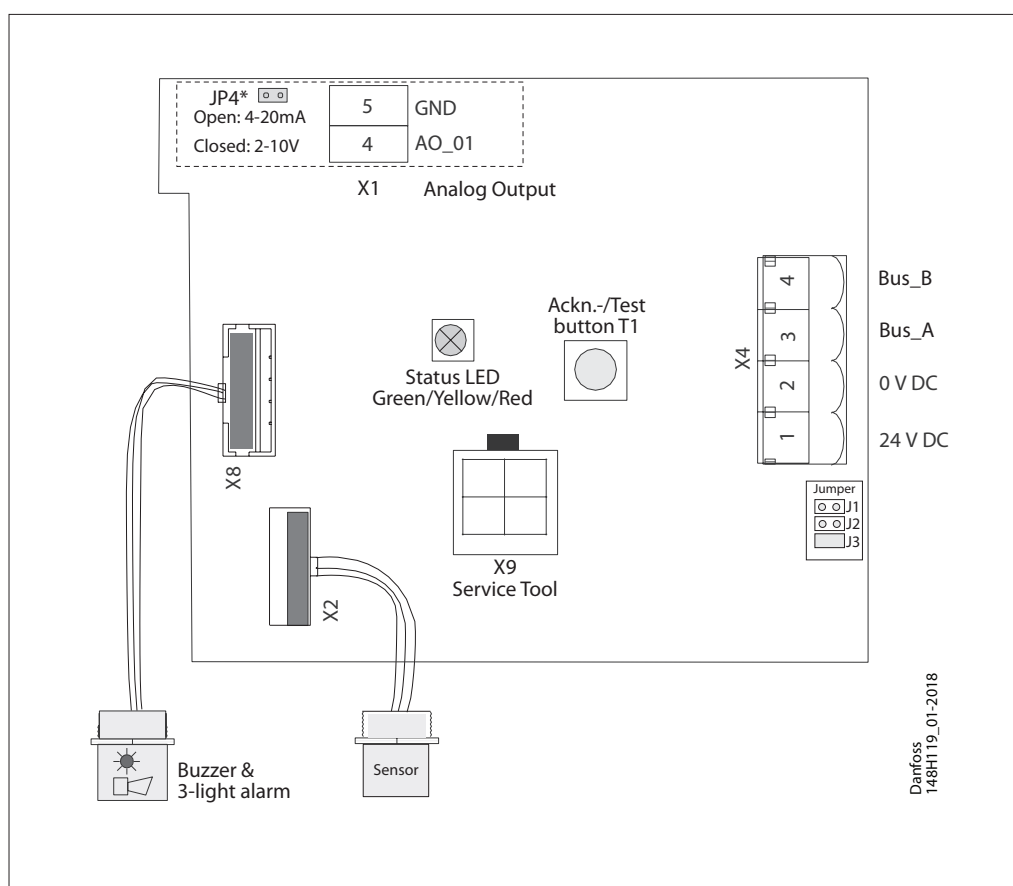 JP4*
Open: 4-20mA
Closed: 2-10V
5 GND
4 AO_01
X1 Analog Output
4 Bus_B
3 Bus_A
2 0 V DC
1 24 V DC
X4
Ackn.-/Test
button T1
Status LED
Green/Yellow/Red
X8
Jumper
J1
J2
J3
X9
Service Tool
X2
Buzzer &
3-light alarm
Sensor
Danfoss
148H119_01-2018